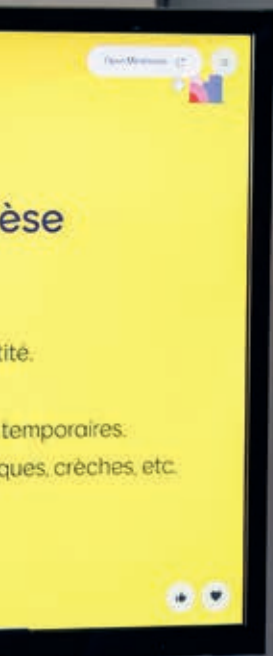 Open Mentimeter
èse
tité.
temporaires.
ques, crèches, etc.